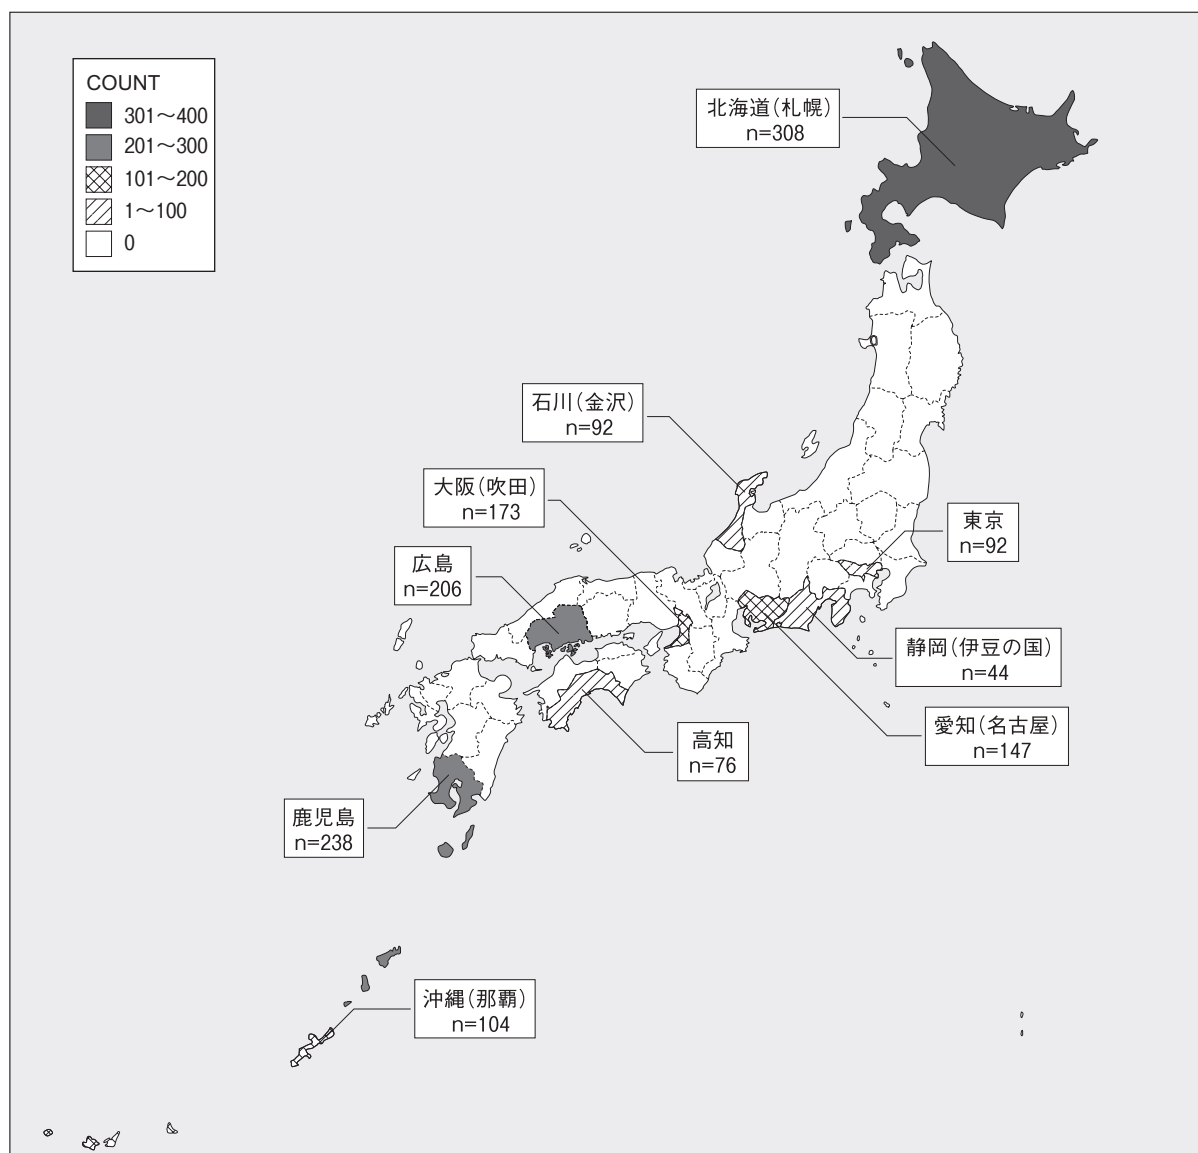 COUNT
301〜400
201〜300
101〜200
1〜100
0
北海道(札幌)
n=308
石川(金沢)
n=92
大阪(吹田)
n=173
東京
n=92
広島
n=206
静岡(伊豆の国)
n=44
愛知(名古屋)
n=147
高知
n=76
鹿児島
n=238
沖縄(那覇)
n=104